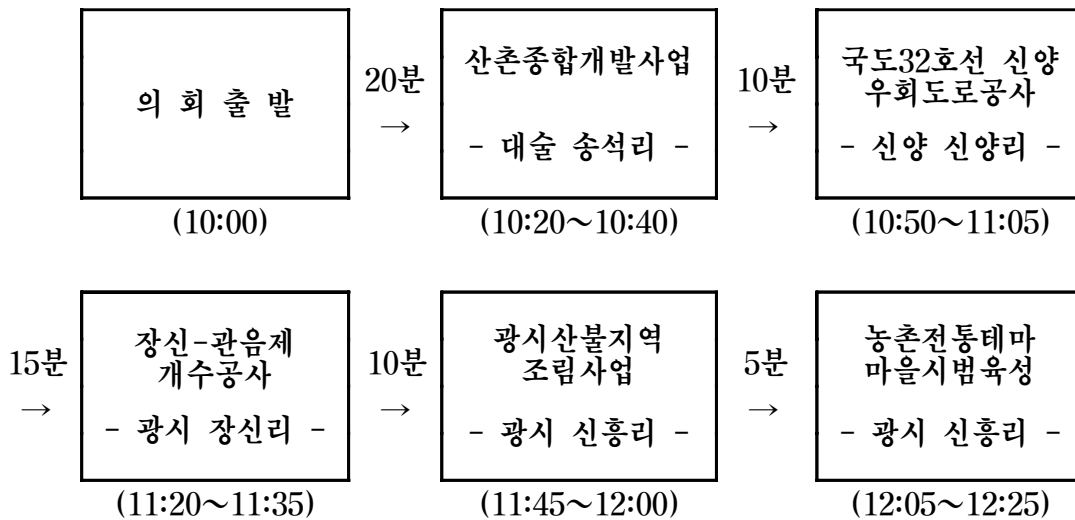 의 회 출 발
(10:00)
20분
→
산촌종합개발사업
- 대술 송석리 -
(10:20～10:40)
10분
→
국도32호선 신양
우회도로공사
- 신양 신양리 -
(10:50～11:05)
15분
→
장신-관음제
개수공사
- 광시 장신리 -
(11:20～11:35)
10분
→
광시산불지역
조림사업
- 광시 신흥리 -
(11:45～12:00)
5분
→
농촌전통테마
마을시범육성
- 광시 신흥리 -
(12:05～12:25)